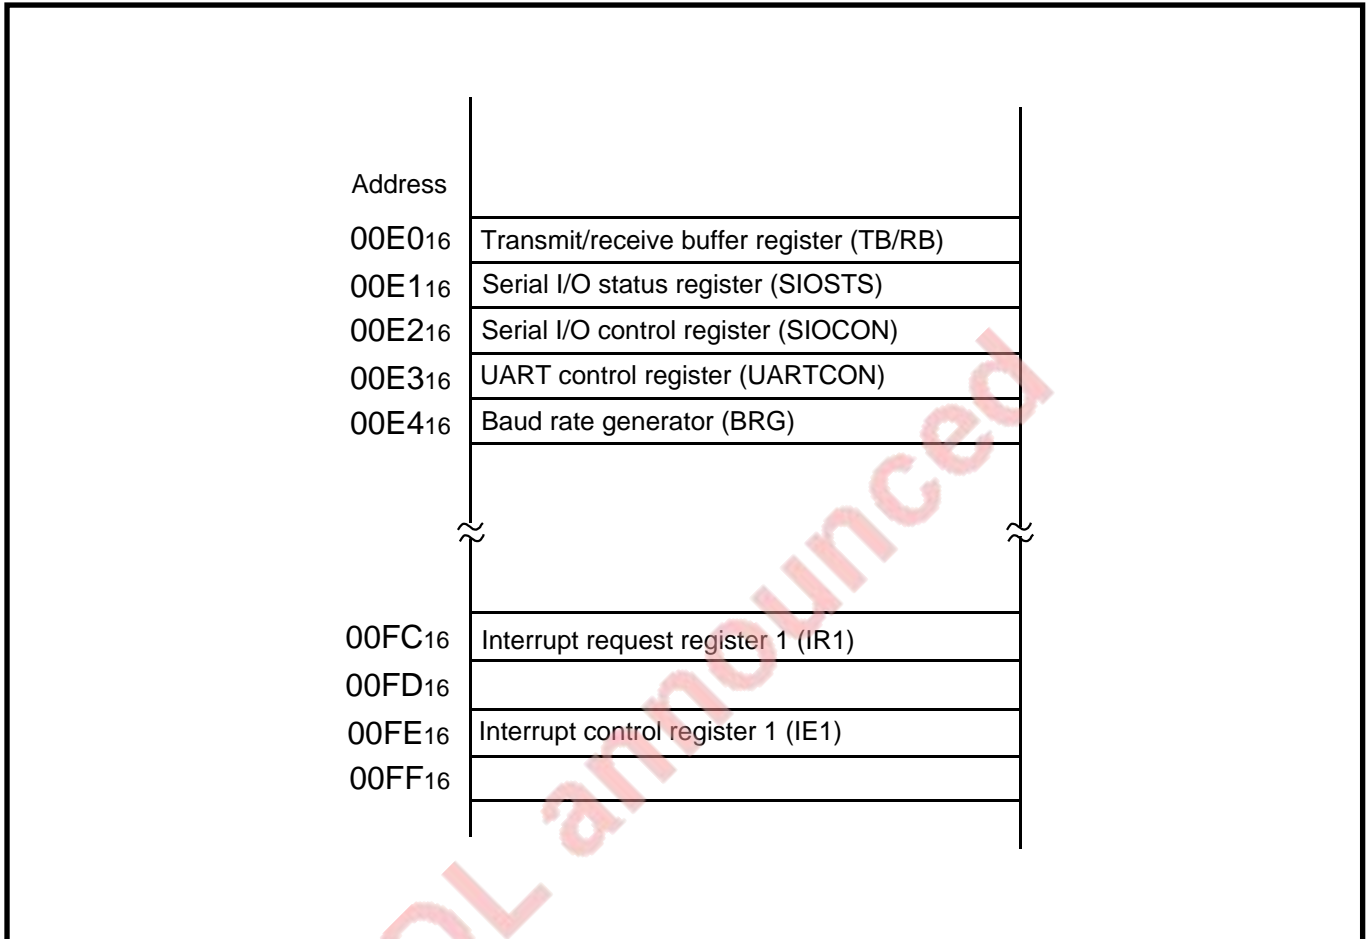 Address
00E016 Transmit/receive buffer register (TB/RB)
00E116 Serial I/O status register (SIOSTS)
00E216 Serial I/O control register (SIOCON)
00E316 UART control register (UARTCON)
00E416 Baud rate generator (BRG)
00FC16 Interrupt request register 1 (IR1)
00FD16
00FE16 Interrupt control register 1 (IE1)
00FF16
OL announced